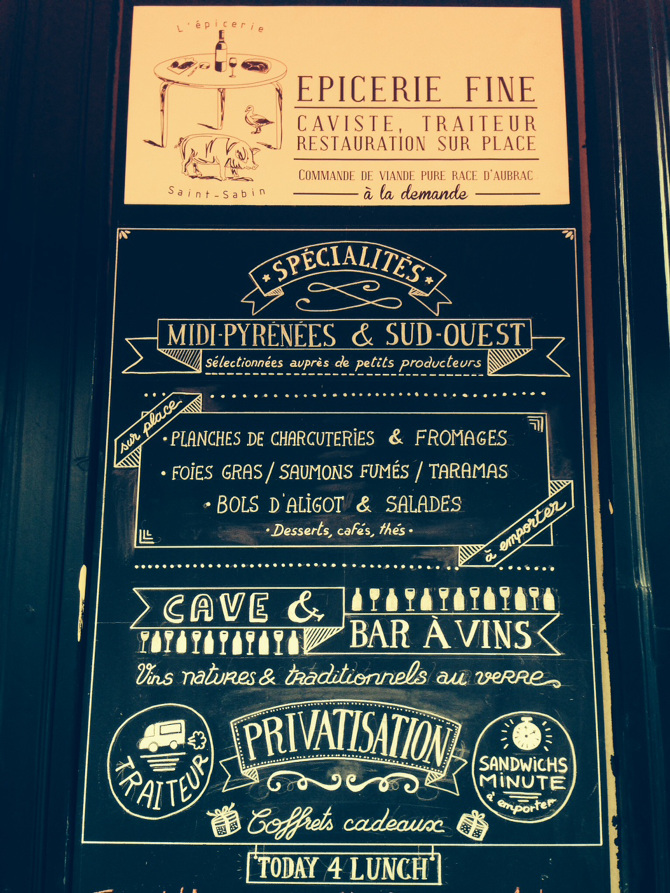 L'épicerie
Saint-Sabin
EPICERIE FINE
CAVISTE, TRAITEUR
RESTAURATION SUR PLACE
COMMANDE DE VIANDE PURE RACE D'AUBRAC
à la demande
SPÉCIALITÉS
MIDI-PYRÉNÉES & SUD-OUEST
Sélectionnées auprès de petits producteurs
sur place
• PLANCHES DE CHARCUTERIES & FROMAGES
• FOIES GRAS / SAUMONS FUMÉS / TARAMAS
• BOLS D'ALIGOT & SALADES
• Desserts, cafés, thés •
à emporter
CAVE &
BAR À VINS
Vins natures & traditionnels au verre
TRAITEUR
PRIVATISATION
SANDWICHS
MINUTE
à emporter
Coffrets cadeaux
TODAY 4 LUNCH